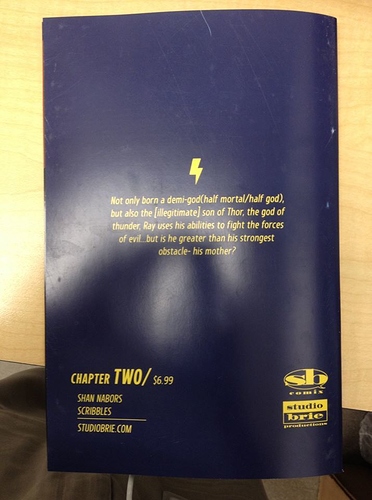 Not only born a demi-god(half mortal/half god),
but also the [illegitimate] son of Thor, the god of
thunder, Ray uses his abilities to fight the forces
of evil...but is he greater than his strongest
obstacle- his mother?
CHAPTER TWO/ $6.99
SHAN NABORS
SCRIBBLES
STUDIOBRIE.COM
sb
comix
studio
brie
productions